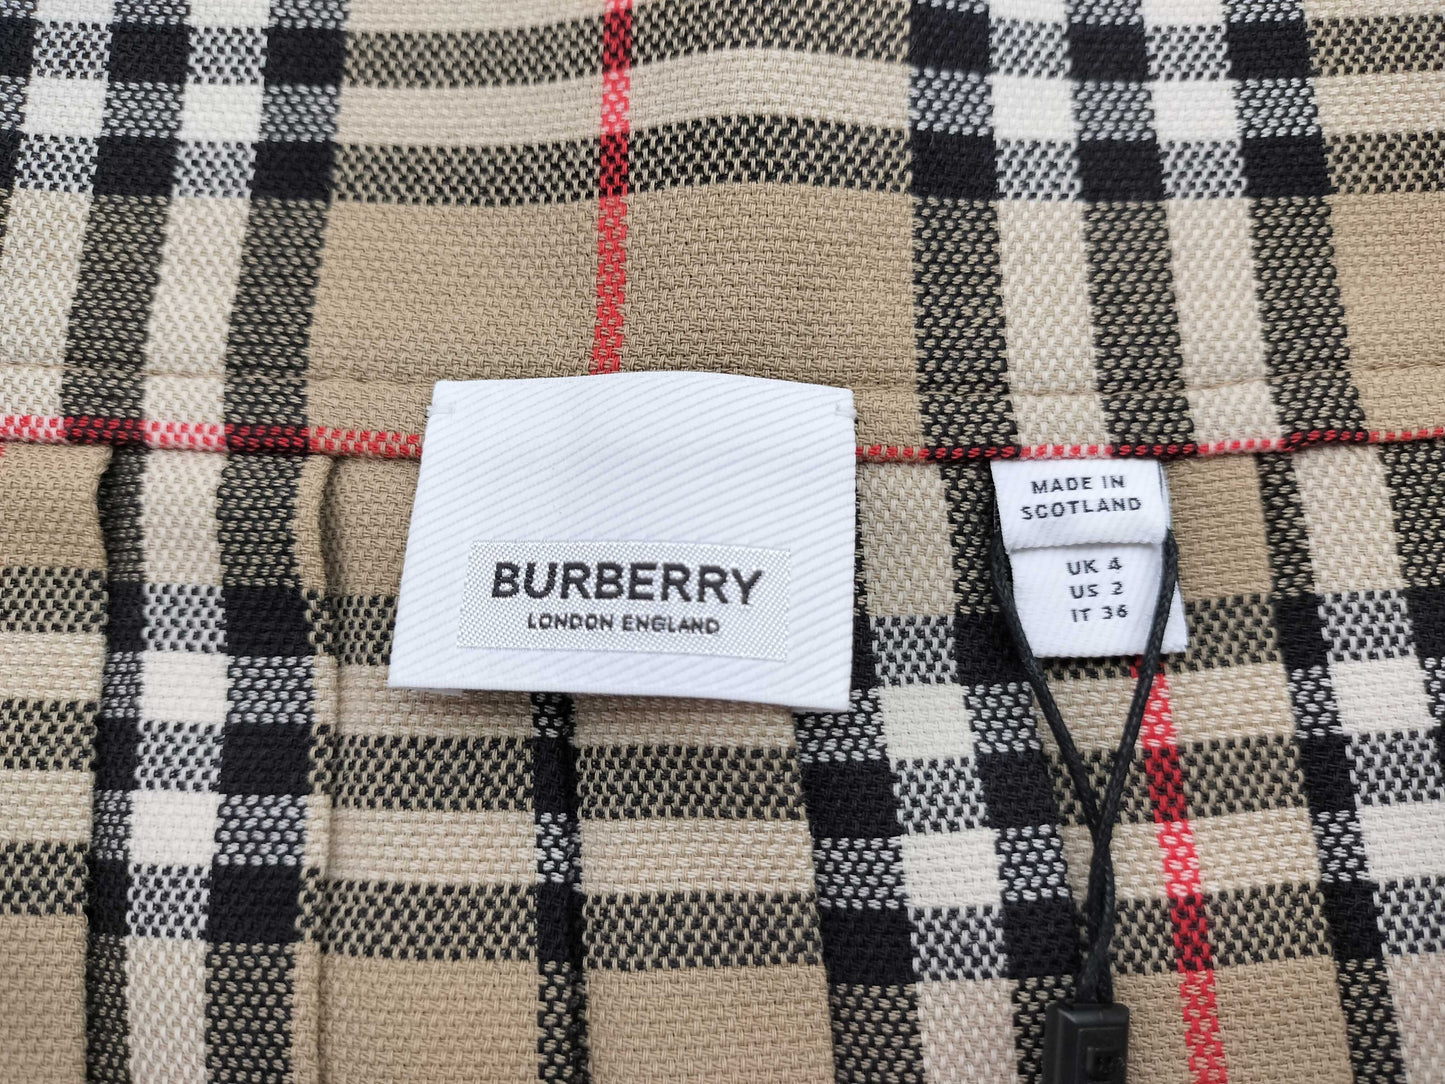 BURBERRY
LONDON ENGLAND
MADE IN
SCOTLAND
UK 4
US 2
IT 36